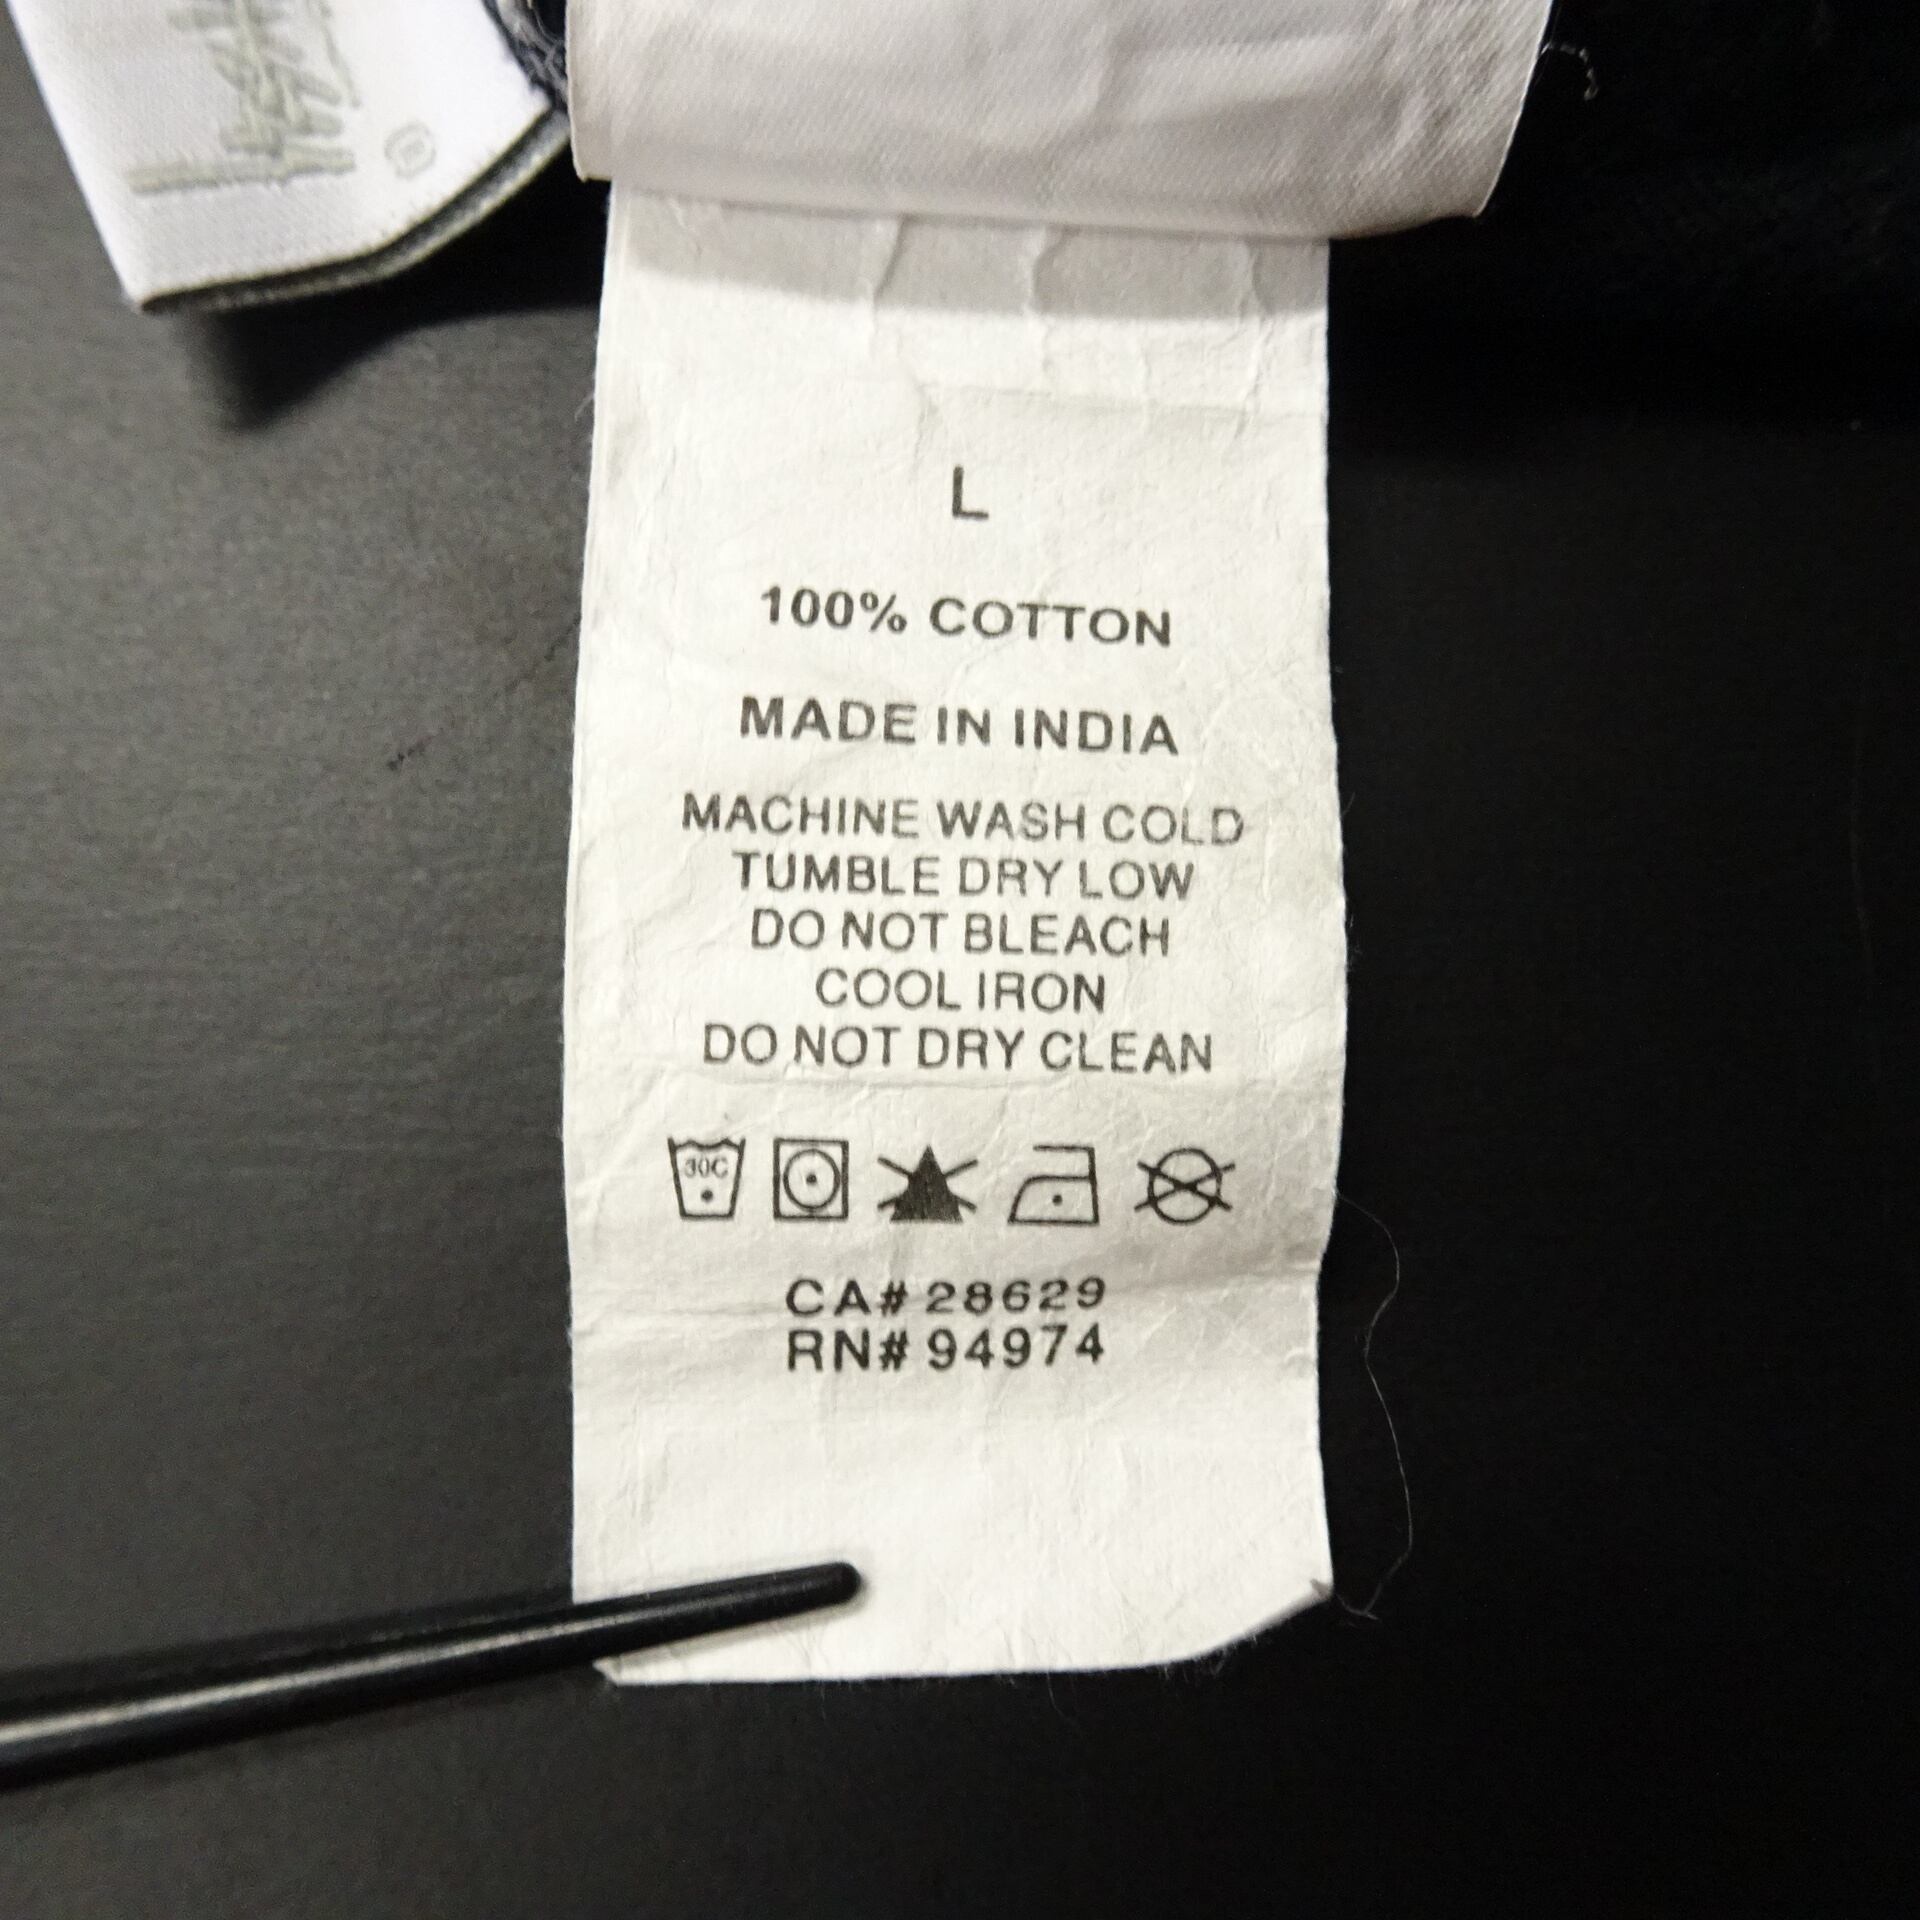 L
100% COTTON
MADE IN INDIA
MACHINE WASH COLD
TUMBLE DRY LOW
DO NOT BLEACH
COOL IRON
DO NOT DRY CLEAN
30C
CA# 28629
RN# 94974